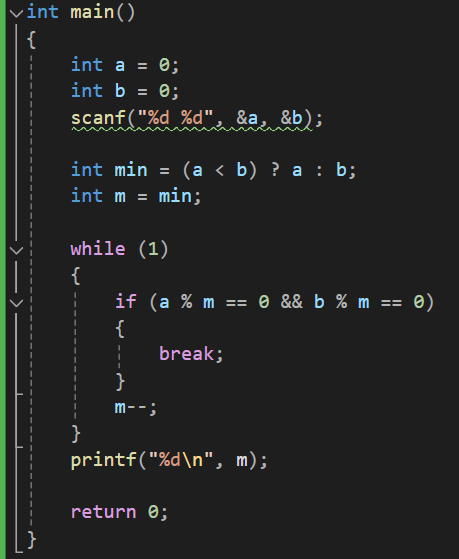 int main()
{
    int a = 0;
    int b = 0;
    scanf("%d %d", &a, &b);

    int min = (a < b) ? a : b;
    int m = min;

    while (1)
    {
        if (a % m == 0 && b % m == 0)
        {
            break;
        }
        m--;
    }
    printf("%d\n", m);

    return 0;
}